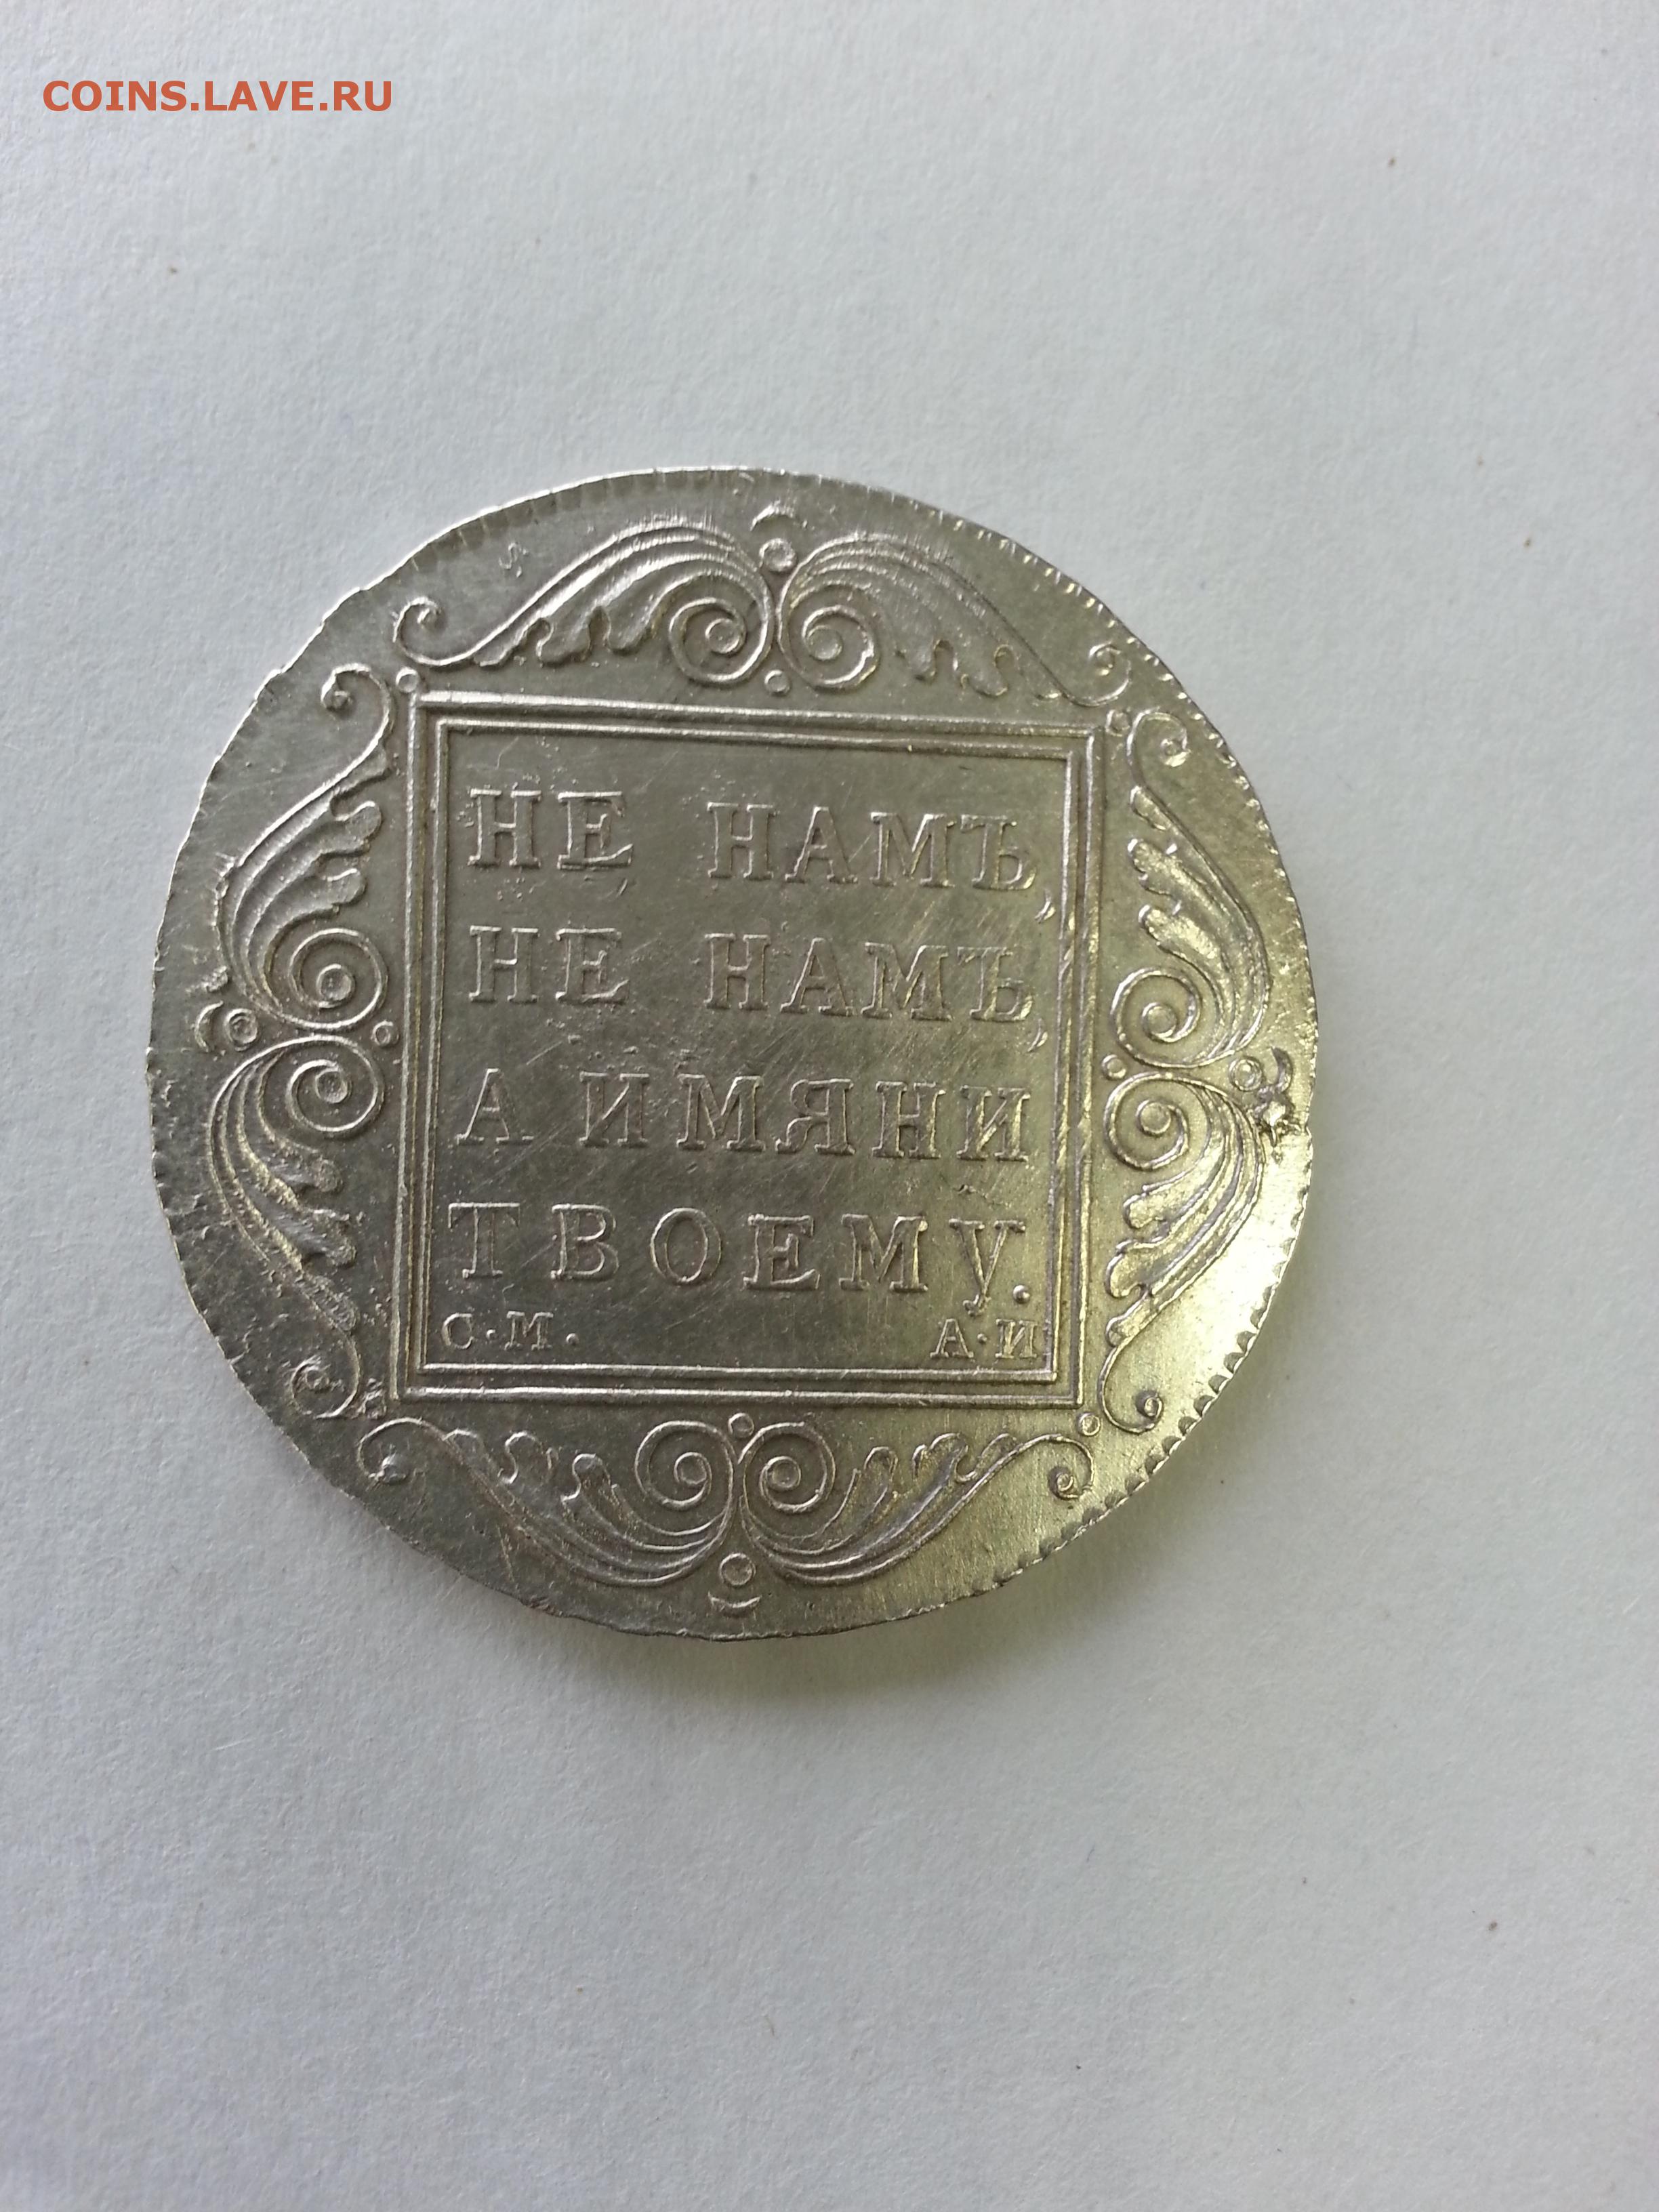 COINS.LAVE.RU
НЕ НАМЪ,
НЕ НАМЪ,
А ИМЯНИ
ТВОЕМУ.
С·М. А·И